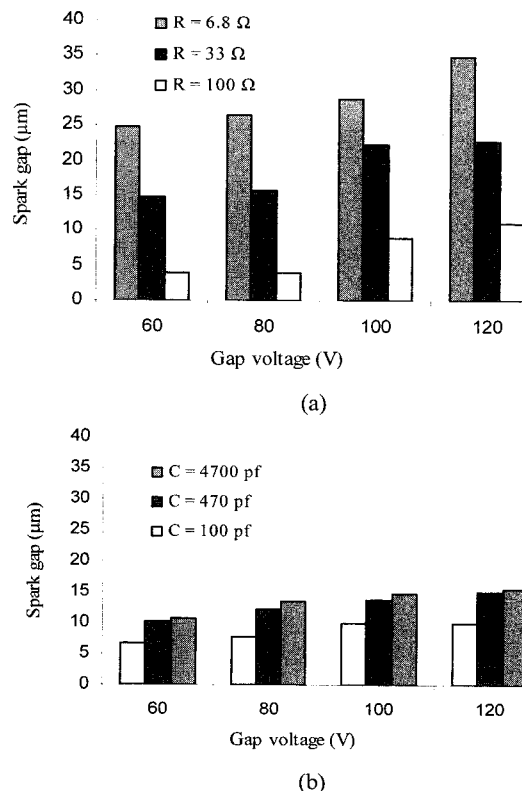 40
35
30
25
20
15
10
5
0
Spark gap (µm)
R = 6.8 Ω
R = 33 Ω
R = 100 Ω
60 80 100 120
Gap voltage (V)
(a)
40
35
30
25
20
15
10
5
0
Spark gap (µm)
C = 4700 pf
C = 470 pf
C = 100 pf
60 80 100 120
Gap voltage (V)
(b)